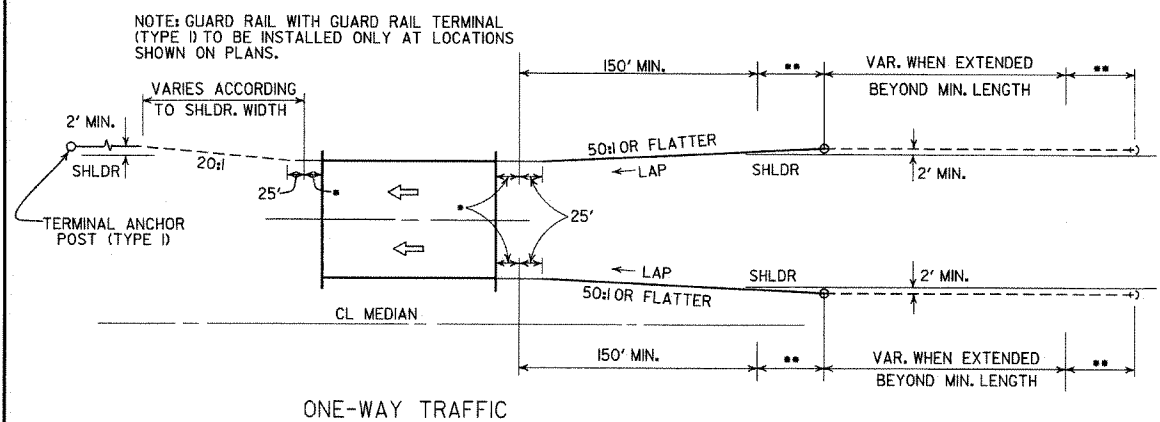 NOTE: GUARD RAIL WITH GUARD RAIL TERMINAL
(TYPE I) TO BE INSTALLED ONLY AT LOCATIONS
SHOWN ON PLANS.
150' MIN.
**
VAR. WHEN EXTENDED
BEYOND MIN. LENGTH
**
VARIES ACCORDING
TO SHLDR. WIDTH
2' MIN.
SHLDR
20:1
25'
*
TERMINAL ANCHOR
POST (TYPE I)
50:1 OR FLATTER
LAP
SHLDR
2' MIN.
*
25'
LAP
SHLDR
2' MIN.
50:1 OR FLATTER
CL MEDIAN
150' MIN.
**
VAR. WHEN EXTENDED
BEYOND MIN. LENGTH
**
ONE-WAY TRAFFIC